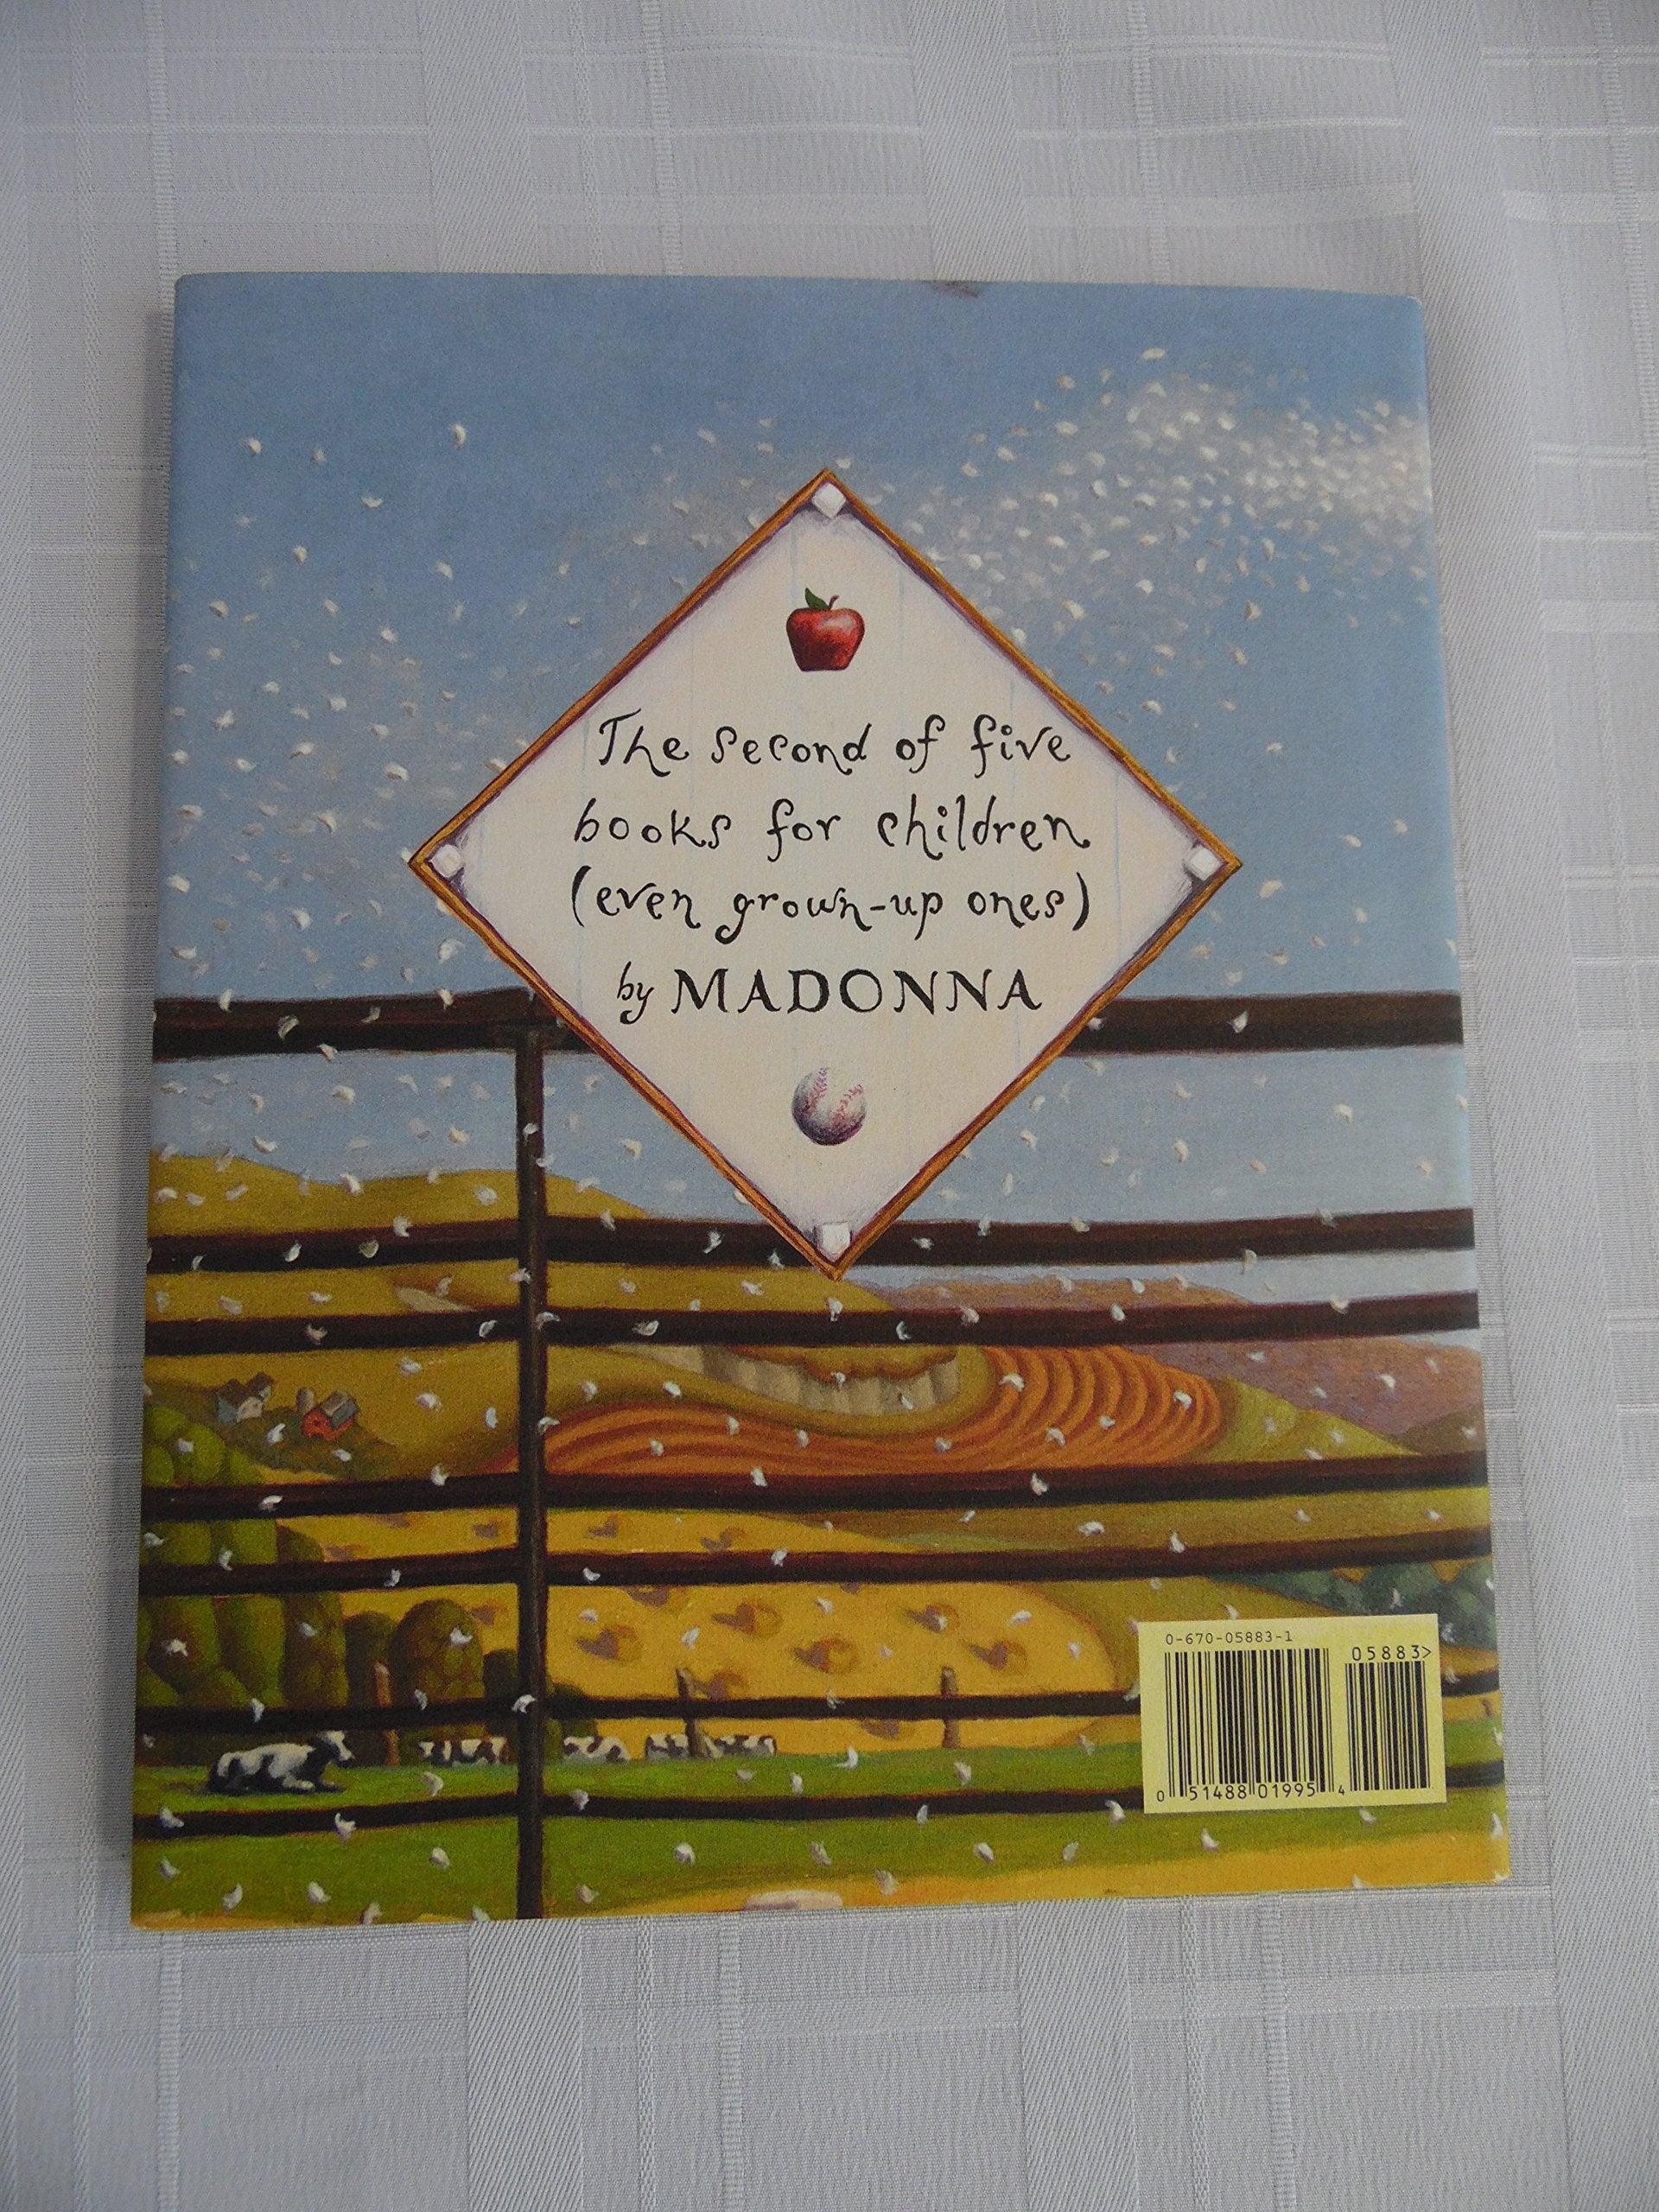 The second of five
books for children
(even grown-up ones)
by MADONNA
0-670-05883-1
05883>
0 51488 01995 4